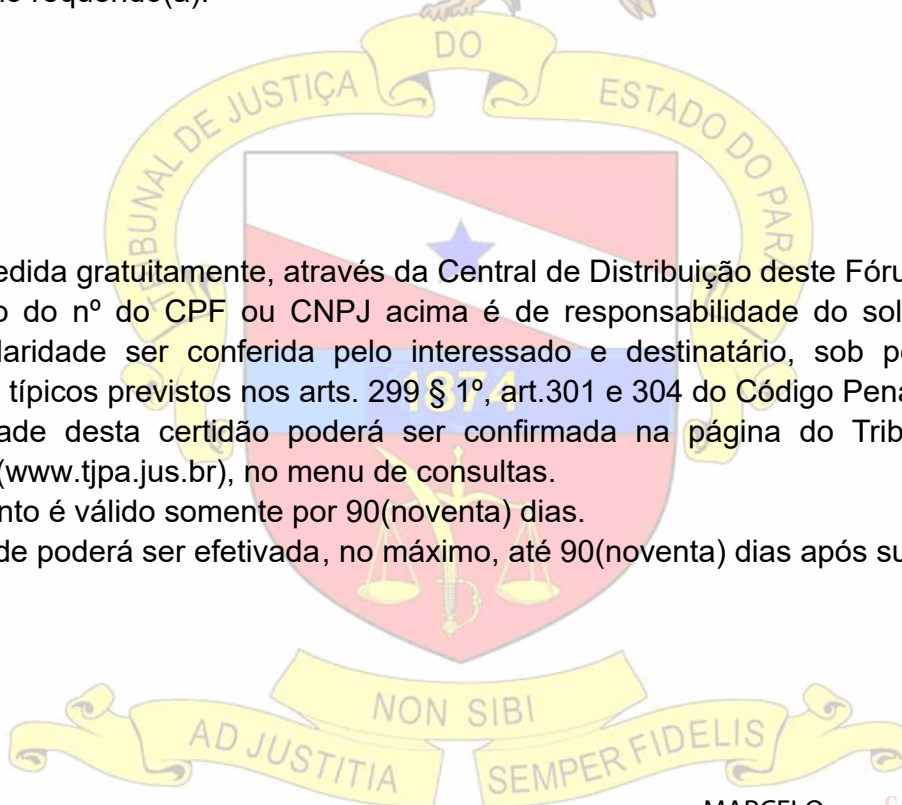 requerido(a).
DO
TRIBUNAL DE JUSTIÇA
ESTADO DO PARÁ
edida gratuitamente, através da Central de Distribuição deste Fóru
o do nº do CPF ou CNPJ acima é de responsabilidade do sol
laridade ser conferida pelo interessado e destinatário, sob p
típicos previstos nos arts. 299 § 1º, art.301 e 304 do Código Pena
1874
ade desta certidão poderá ser confirmada na página do Trib
(www.tjpa.jus.br), no menu de consultas.
nto é válido somente por 90(noventa) dias.
de poderá ser efetivada, no máximo, até 90(noventa) dias após su
NON SIBI
AD JUSTITIA
SEMPER FIDELIS
MARCELO